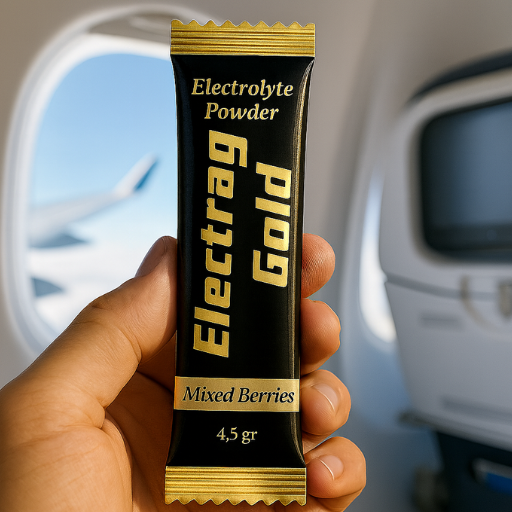 Electrolyte
Powder
Electrag
Gold
Mixed Berries
4,5 gr